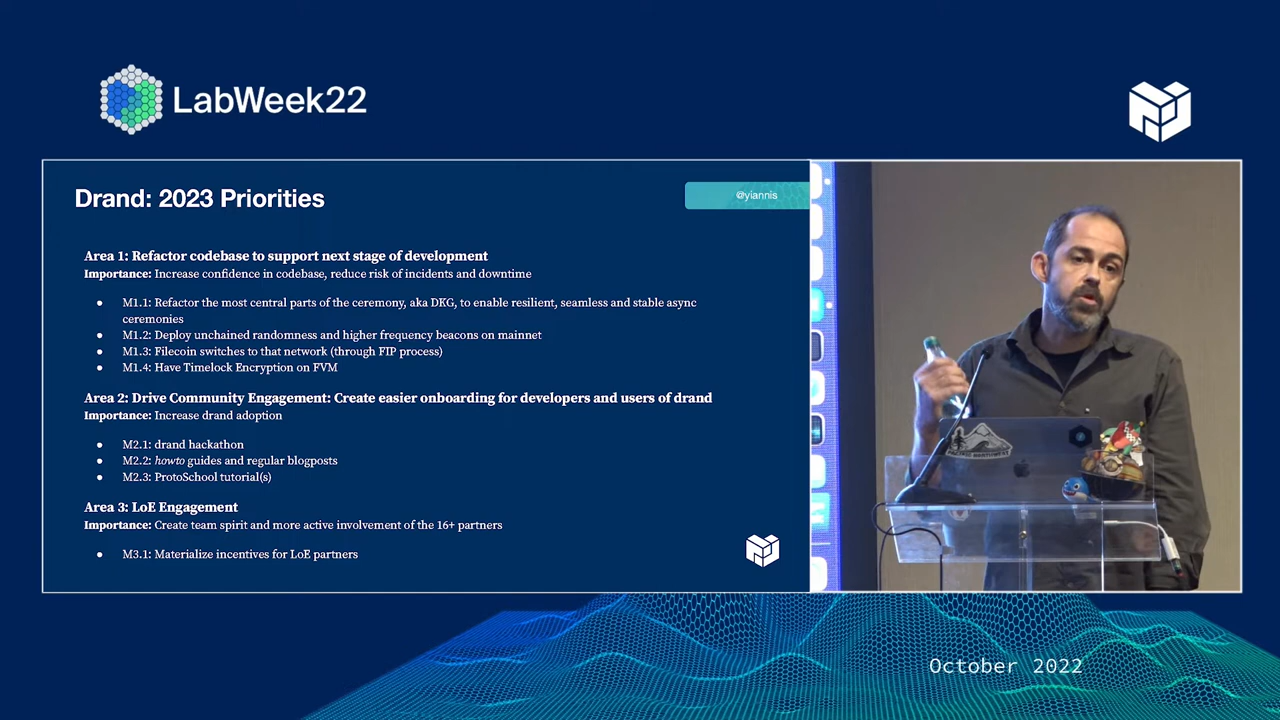 LabWeek22
Drand: 2023 Priorities
@yiannis
Area 1: Refactor codebase to support next stage of development
Importance: Increase confidence in codebase, reduce risk of incidents and downtime
● M1.1: Refactor the most central parts of the ceremony, aka DKG, to enable resilient, seamless and stable async
ceremonies
● M1.2: Deploy unchained randomness and higher frequency beacons on mainnet
● M1.3: Filecoin switches to that network (through FIP process)
● M1.4: Have Timelock Encryption on FVM
Area 2: Drive Community Engagement: Create easier onboarding for developers and users of drand
Importance: Increase drand adoption
● M2.1: drand hackathon
● M2.2: howto guides and regular blogposts
● M2.3: ProtoSchool tutorial(s)
Area 3: LoE Engagement
Importance: Create team spirit and more active involvement of the 16+ partners
● M3.1: Materialize incentives for LoE partners
October 2022